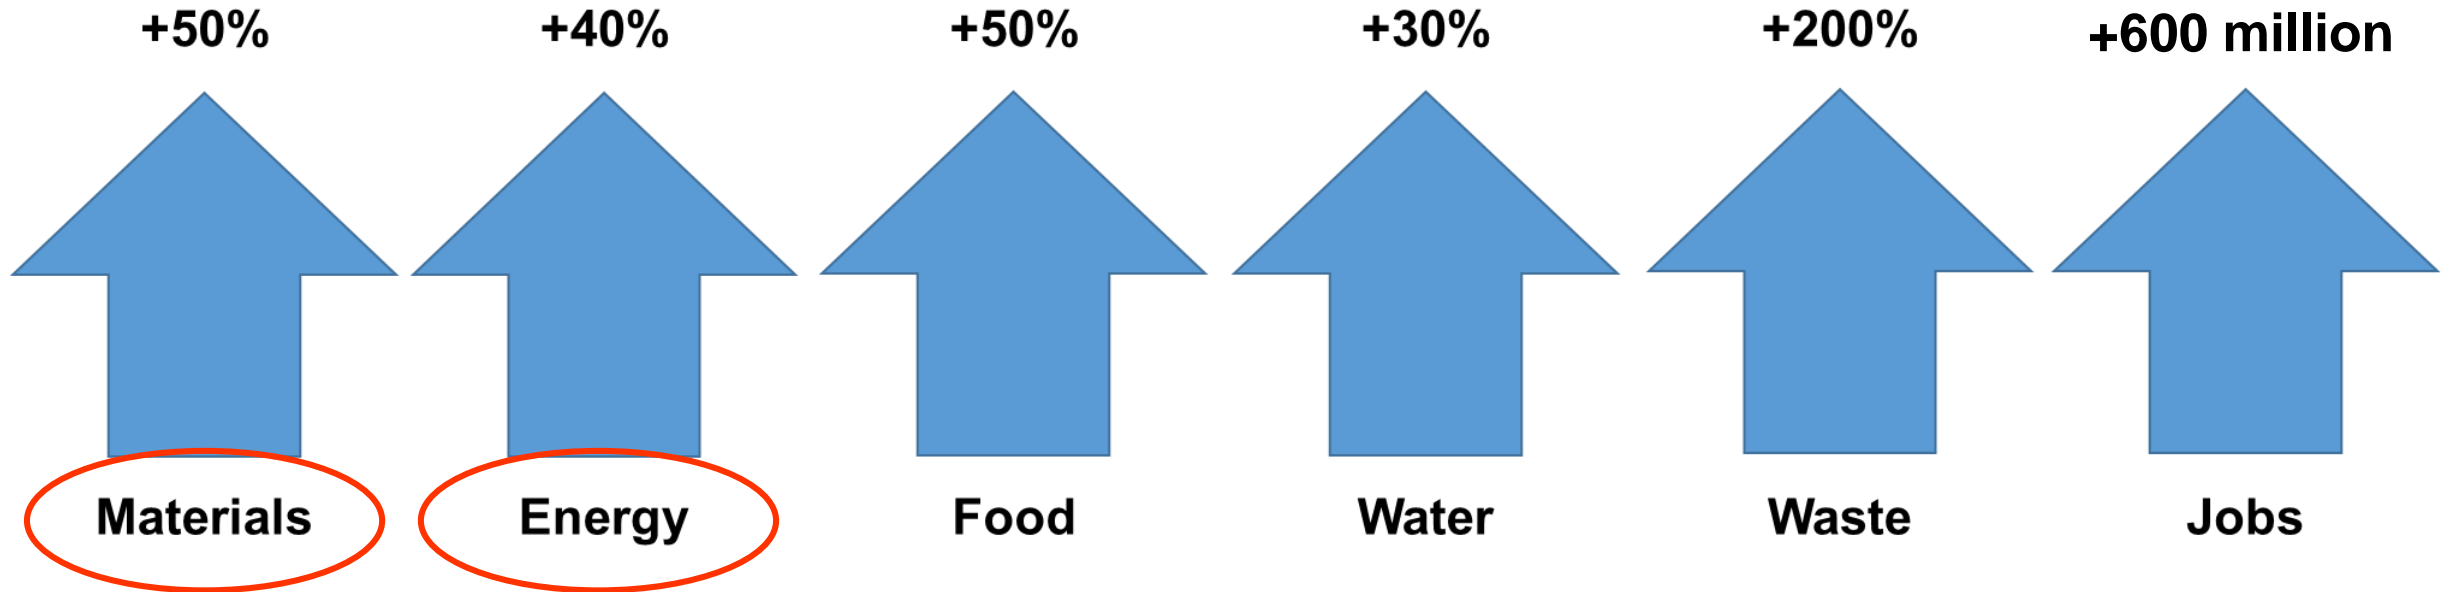 +50% +40% +50% +30% +200% +600 million
Materials Energy Food Water Waste Jobs